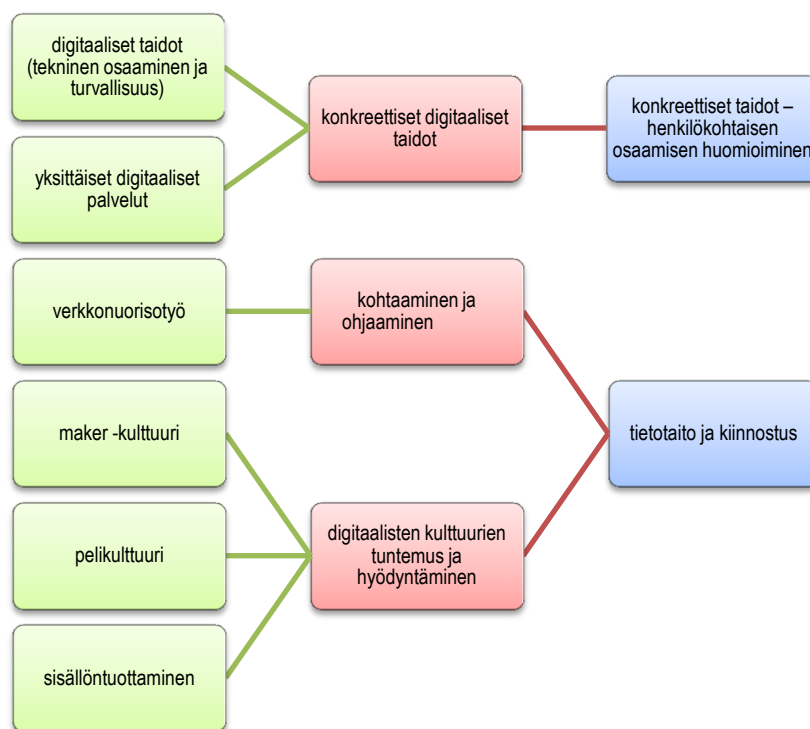 digitaaliset taidot
(tekninen osaaminen ja
turvallisuus)
yksittäiset digitaaliset
palvelut
verkkonuorisotyö
maker -kulttuuri
pelikulttuuri
sisällöntuottaminen
konkreettiset digitaaliset
taidot
kohtaaminen ja
ohjaaminen
digitaalisten kulttuurien
tuntemus ja
hyödyntäminen
konkreettiset taidot –
henkilökohtaisen
osaamisen huomioiminen
tietotaito ja kiinnostus